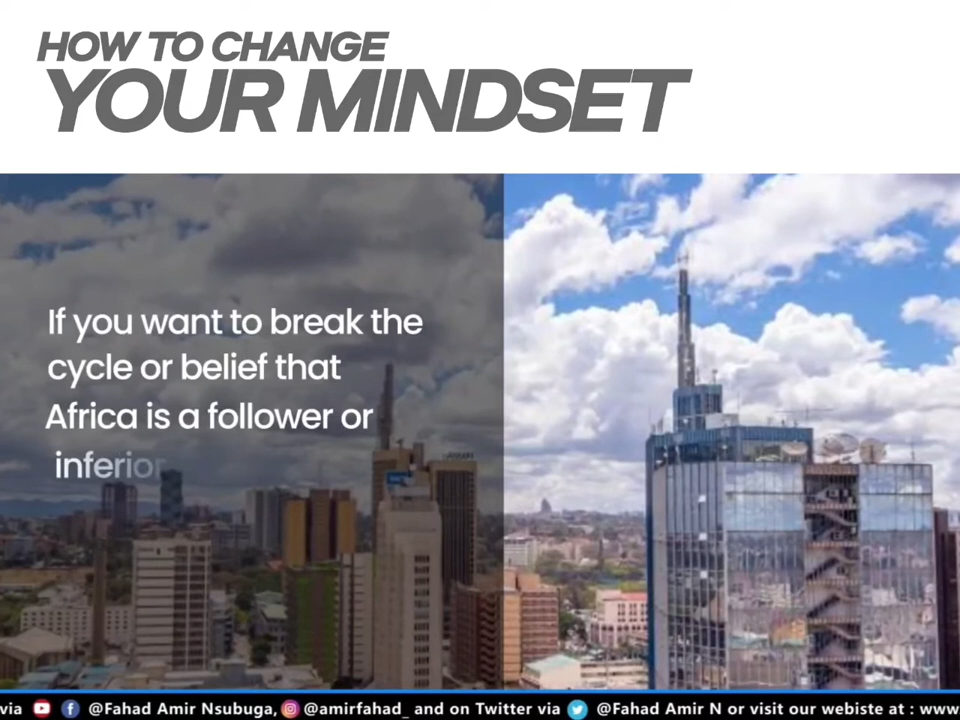 HOW TO CHANGE
YOUR MINDSET
If you want to break the
cycle or belief that
Africa is a follower or
inferior
via @Fahad Amir Nsubuga, @amirfahad_ and on Twitter via @Fahad Amir N or visit our webiste at : www